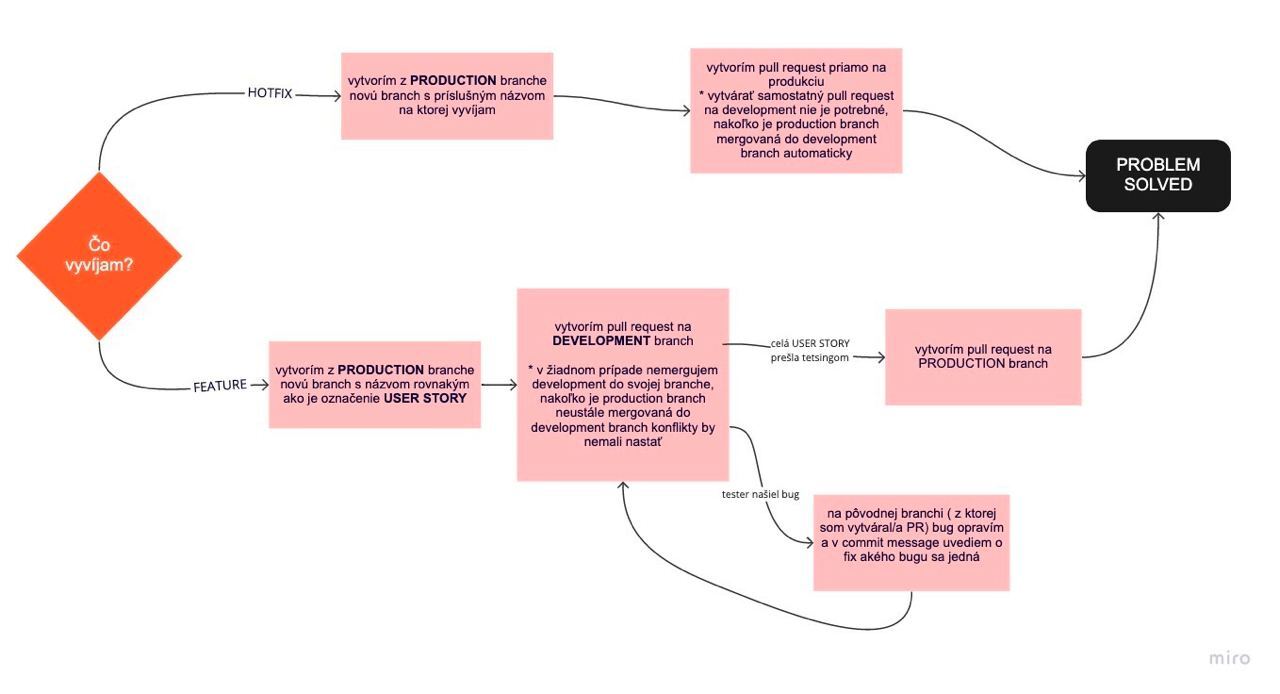 Čo
vyvíjam?
HOTFIX
vytvorím z PRODUCTION branche
novú branch s príslušným názvom
na ktorej vyvíjam
vytvorím pull request priamo na
produkciu
* vytvárať samostatný pull request
na development nie je potrebné,
nakoľko je production branch
mergovaná do development
branch automaticky
PROBLEM
SOLVED
FEATURE
vytvorím z PRODUCTION branche
novú branch s názvom rovnakým
ako je označenie USER STORY
vytvorím pull request na
DEVELOPMENT branch
* v žiadnom prípade nemergujem
development do svojej branche,
nakoľko je production branch
neustále mergovaná do
development branch konflikty by
nemali nastať
celá USER STORY
prešla tetsingom
vytvorím pull request na
PRODUCTION branch
tester našiel bug
na pôvodnej branchi ( z ktorej
som vytváral/a PR) bug opravím
a v commit message uvediem o
fix akého bugu sa jedná
miro